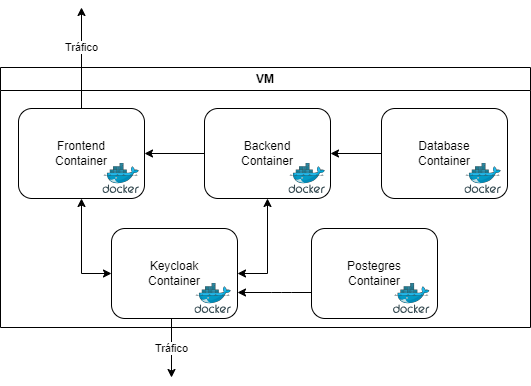 Tráfico
VM
Frontend
Container
docker
Backend
Container
docker
Database
Container
docker
Keycloak
Container
docker
Postegres
Container
docker
Tráfico